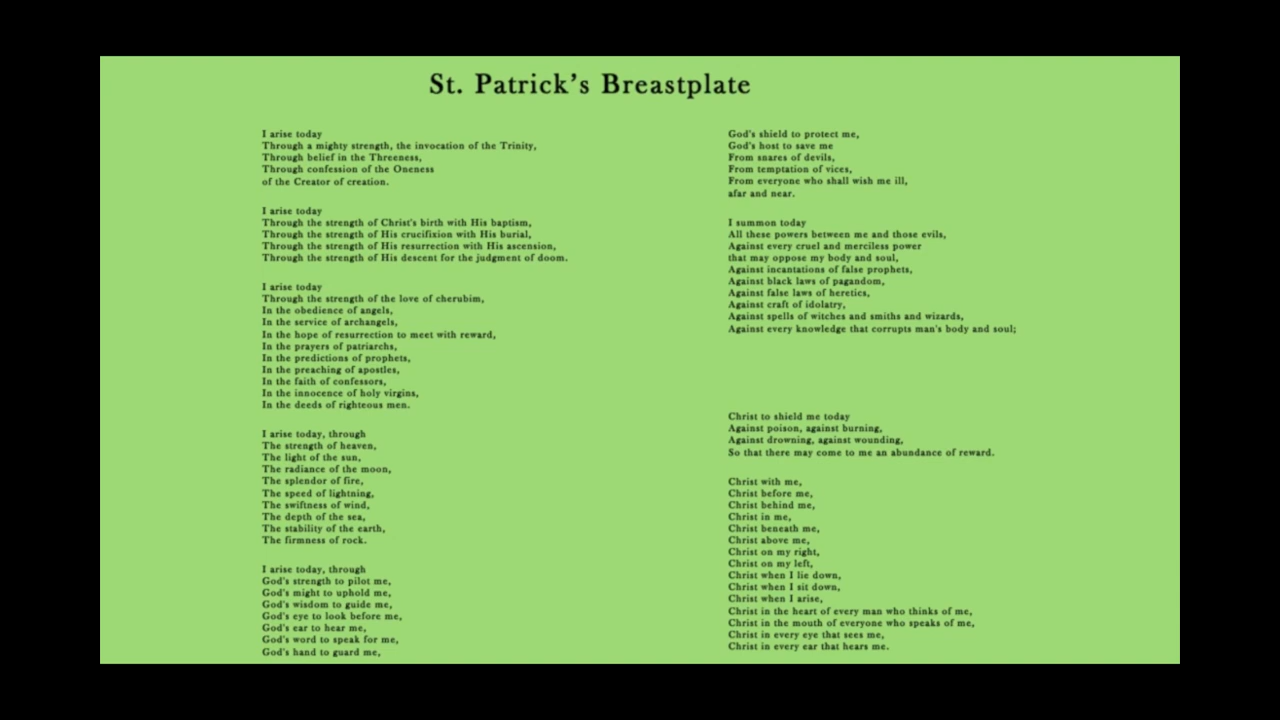 St. Patrick's Breastplate
I arise today
Through a mighty strength, the invocation of the Trinity,
Through belief in the Threeness,
Through confession of the Oneness
of the Creator of creation.
I arise today
Through the strength of Christ's birth with His baptism,
Through the strength of His crucifixion with His burial,
Through the strength of His resurrection with His ascension,
Through the strength of His descent for the judgment of doom.
I arise today
Through the strength of the love of cherubim,
In the obedience of angels,
In the service of archangels,
In the hope of resurrection to meet with reward,
In the prayers of patriarchs,
In the predictions of prophets,
In the preaching of apostles,
In the faith of confessors,
In the innocence of holy virgins,
In the deeds of righteous men.
I arise today, through
The strength of heaven,
The light of the sun,
The radiance of the moon,
The splendor of fire,
The speed of lightning,
The swiftness of wind,
The depth of the sea,
The stability of the earth,
The firmness of rock.
I arise today, through
God's strength to pilot me,
God's might to uphold me,
God's wisdom to guide me,
God's eye to look before me,
God's ear to hear me,
God's word to speak for me,
God's hand to guard me,
God's shield to protect me,
God's host to save me
From snares of devils,
From temptation of vices,
From everyone who shall wish me ill,
afar and near.
I summon today
All these powers between me and those evils,
Against every cruel and merciless power
that may oppose my body and soul,
Against incantations of false prophets,
Against black laws of pagandom,
Against false laws of heretics,
Against craft of idolatry,
Against spells of witches and smiths and wizards,
Against every knowledge that corrupts man's body and soul;
Christ to shield me today
Against poison, against burning,
Against drowning, against wounding,
So that there may come to me an abundance of reward.
Christ with me,
Christ before me,
Christ behind me,
Christ in me,
Christ beneath me,
Christ above me,
Christ on my right,
Christ on my left,
Christ when I lie down,
Christ when I sit down,
Christ when I arise,
Christ in the heart of every man who thinks of me,
Christ in the mouth of everyone who speaks of me,
Christ in every eye that sees me,
Christ in every ear that hears me.